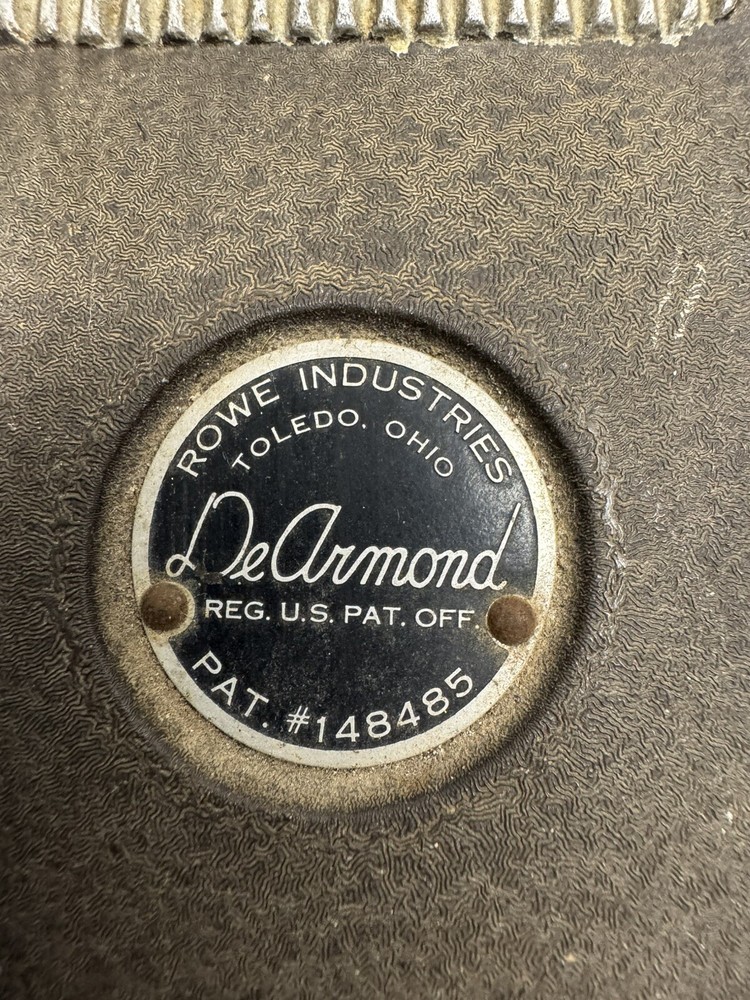 ROWE INDUSTRIES
TOLEDO, OHIO
DeArmond
REG. U.S. PAT. OFF.
PAT. #148485